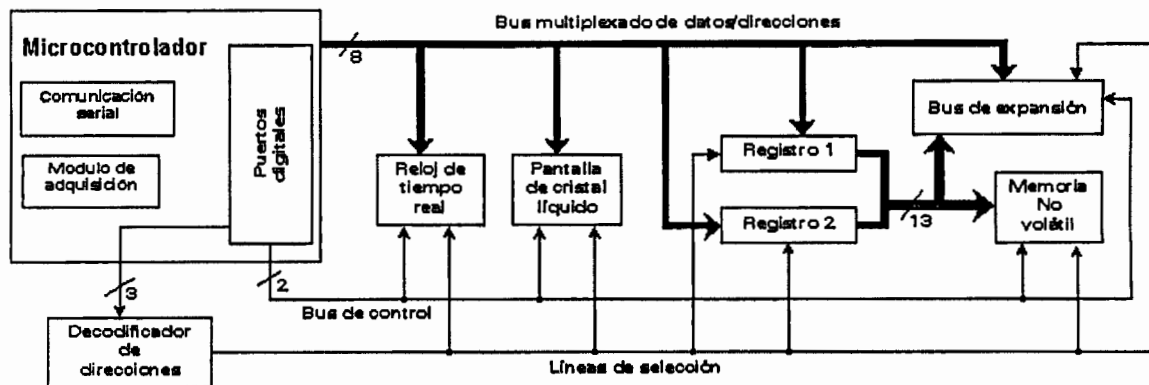 Bus multiplexado de datos/direcciones
Microcontrolador
8
Comunicación
serial
Puertos
digitales
Modulo de
adquisición
Reloj de
tiempo
real
Pantalla
de cristal
líquido
Registro 1
Registro 2
Bus de expansión
13
Memoria
No
volátil
3
2
Bus de control
Decodificador
de
direcciones
Líneas de selección